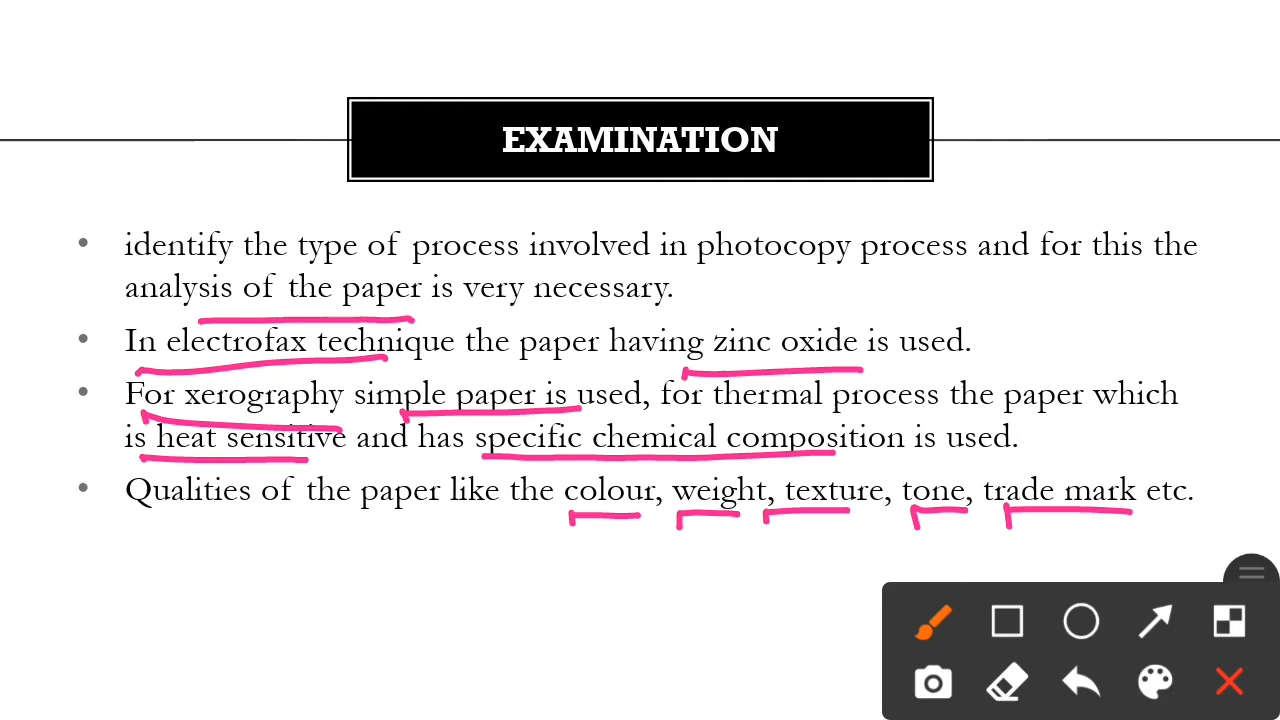 EXAMINATION
• identify the type of process involved in photocopy process and for this the
analysis of the paper is very necessary.
• In electrofax technique the paper having zinc oxide is used.
• For xerography simple paper is used, for thermal process the paper which
is heat sensitive and has specific chemical composition is used.
• Qualities of the paper like the colour, weight, texture, tone, trade mark etc.